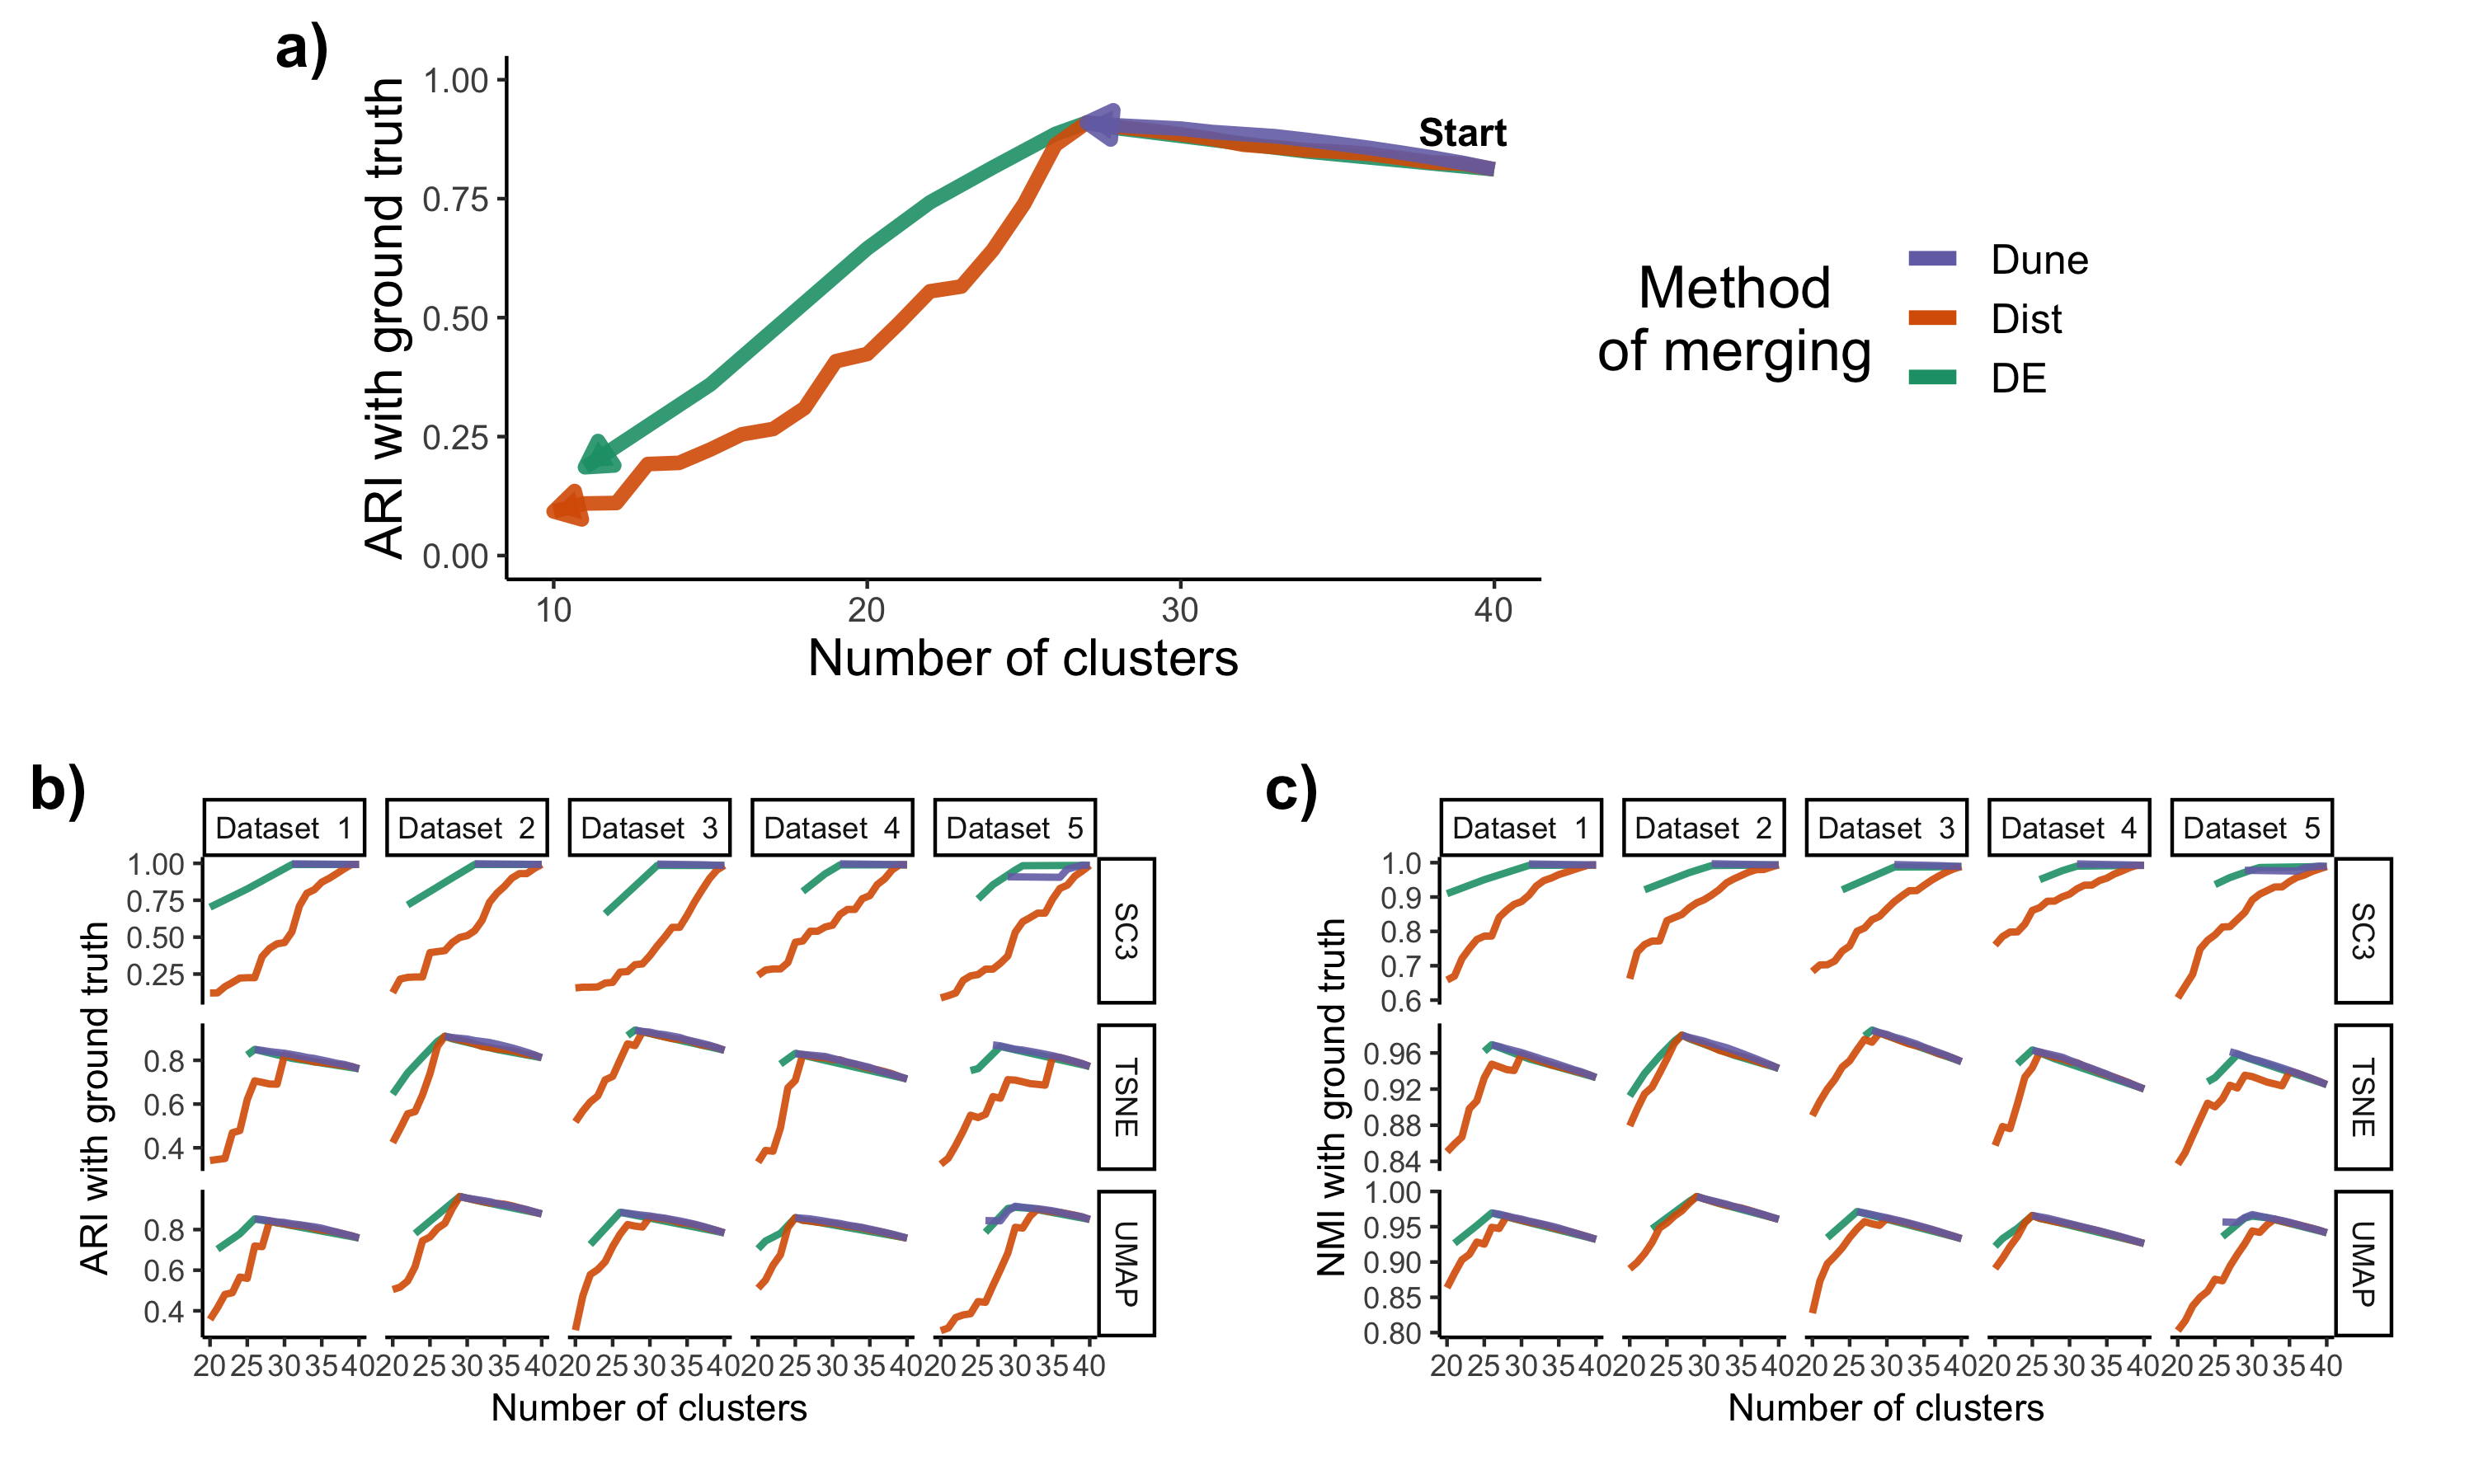 a)
ARI with ground truth
1.00
0.75
0.50
0.25
0.00
Start
10 20 30 40
Number of clusters
Method
of merging
Dune
Dist
DE
b)
Dataset 1 Dataset 2 Dataset 3 Dataset 4 Dataset 5
ARI with ground truth
ARI with ground truth
1.00
0.75
0.50
0.25
SC3
0.8
0.6
0.4
TSNE
0.8
0.6
0.4
UMAP
20 25 30 35 40 20 25 30 35 40 20 25 30 35 40 20 25 30 35 40 20 25 30 35 40
Number of clusters
c)
Dataset 1 Dataset 2 Dataset 3 Dataset 4 Dataset 5
NMI with ground truth
1.0
0.9
0.8
0.7
0.6
SC3
0.96
0.92
0.88
0.84
TSNE
1.00
0.95
0.90
0.85
0.80
UMAP
20 25 30 35 40 20 25 30 35 40 20 25 30 35 40 20 25 30 35 40 20 25 30 35 40
Number of clusters